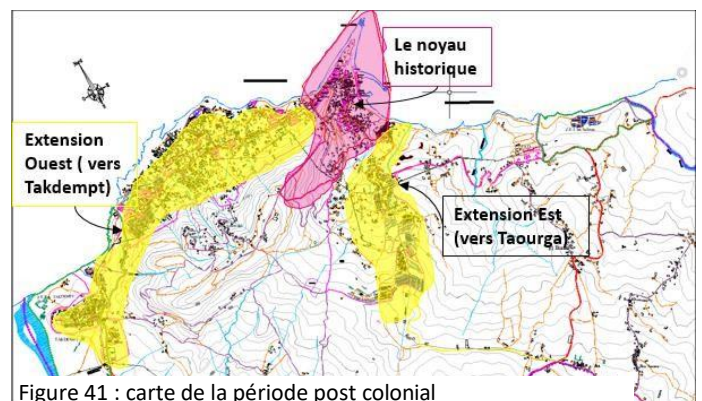 Le noyau
historique
Extension
Ouest ( vers
Takdempt)
Extension Est
(vers Taourga)
Figure 41 : carte de la période post colonial